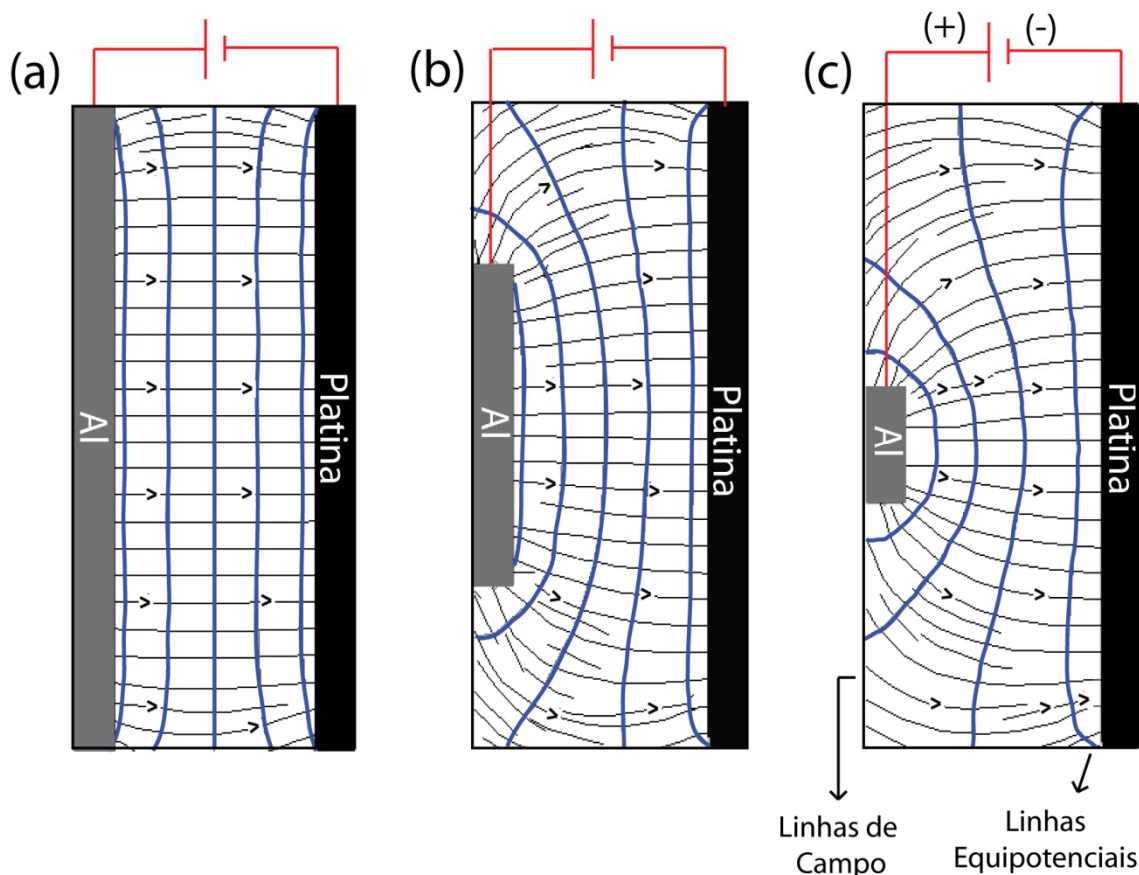 (a)
(b)
(c)
(+)
(-)
Al
Platina
Al
Platina
Al
Platina
Linhas de
Campo
Linhas
Equipotenciais